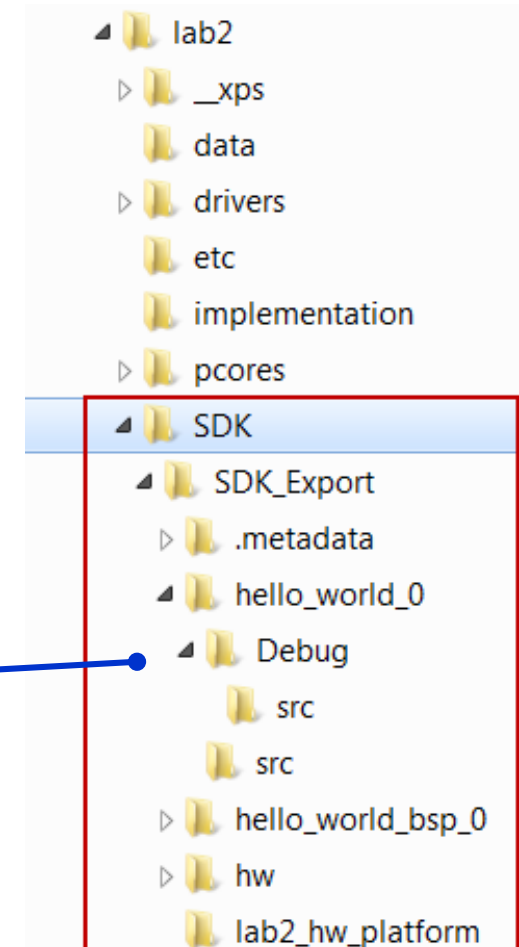 lab2
__xps
data
drivers
etc
implementation
pcores
SDK
SDK_Export
.metadata
hello_world_0
Debug
src
src
hello_world_bsp_0
hw
lab2_hw_platform